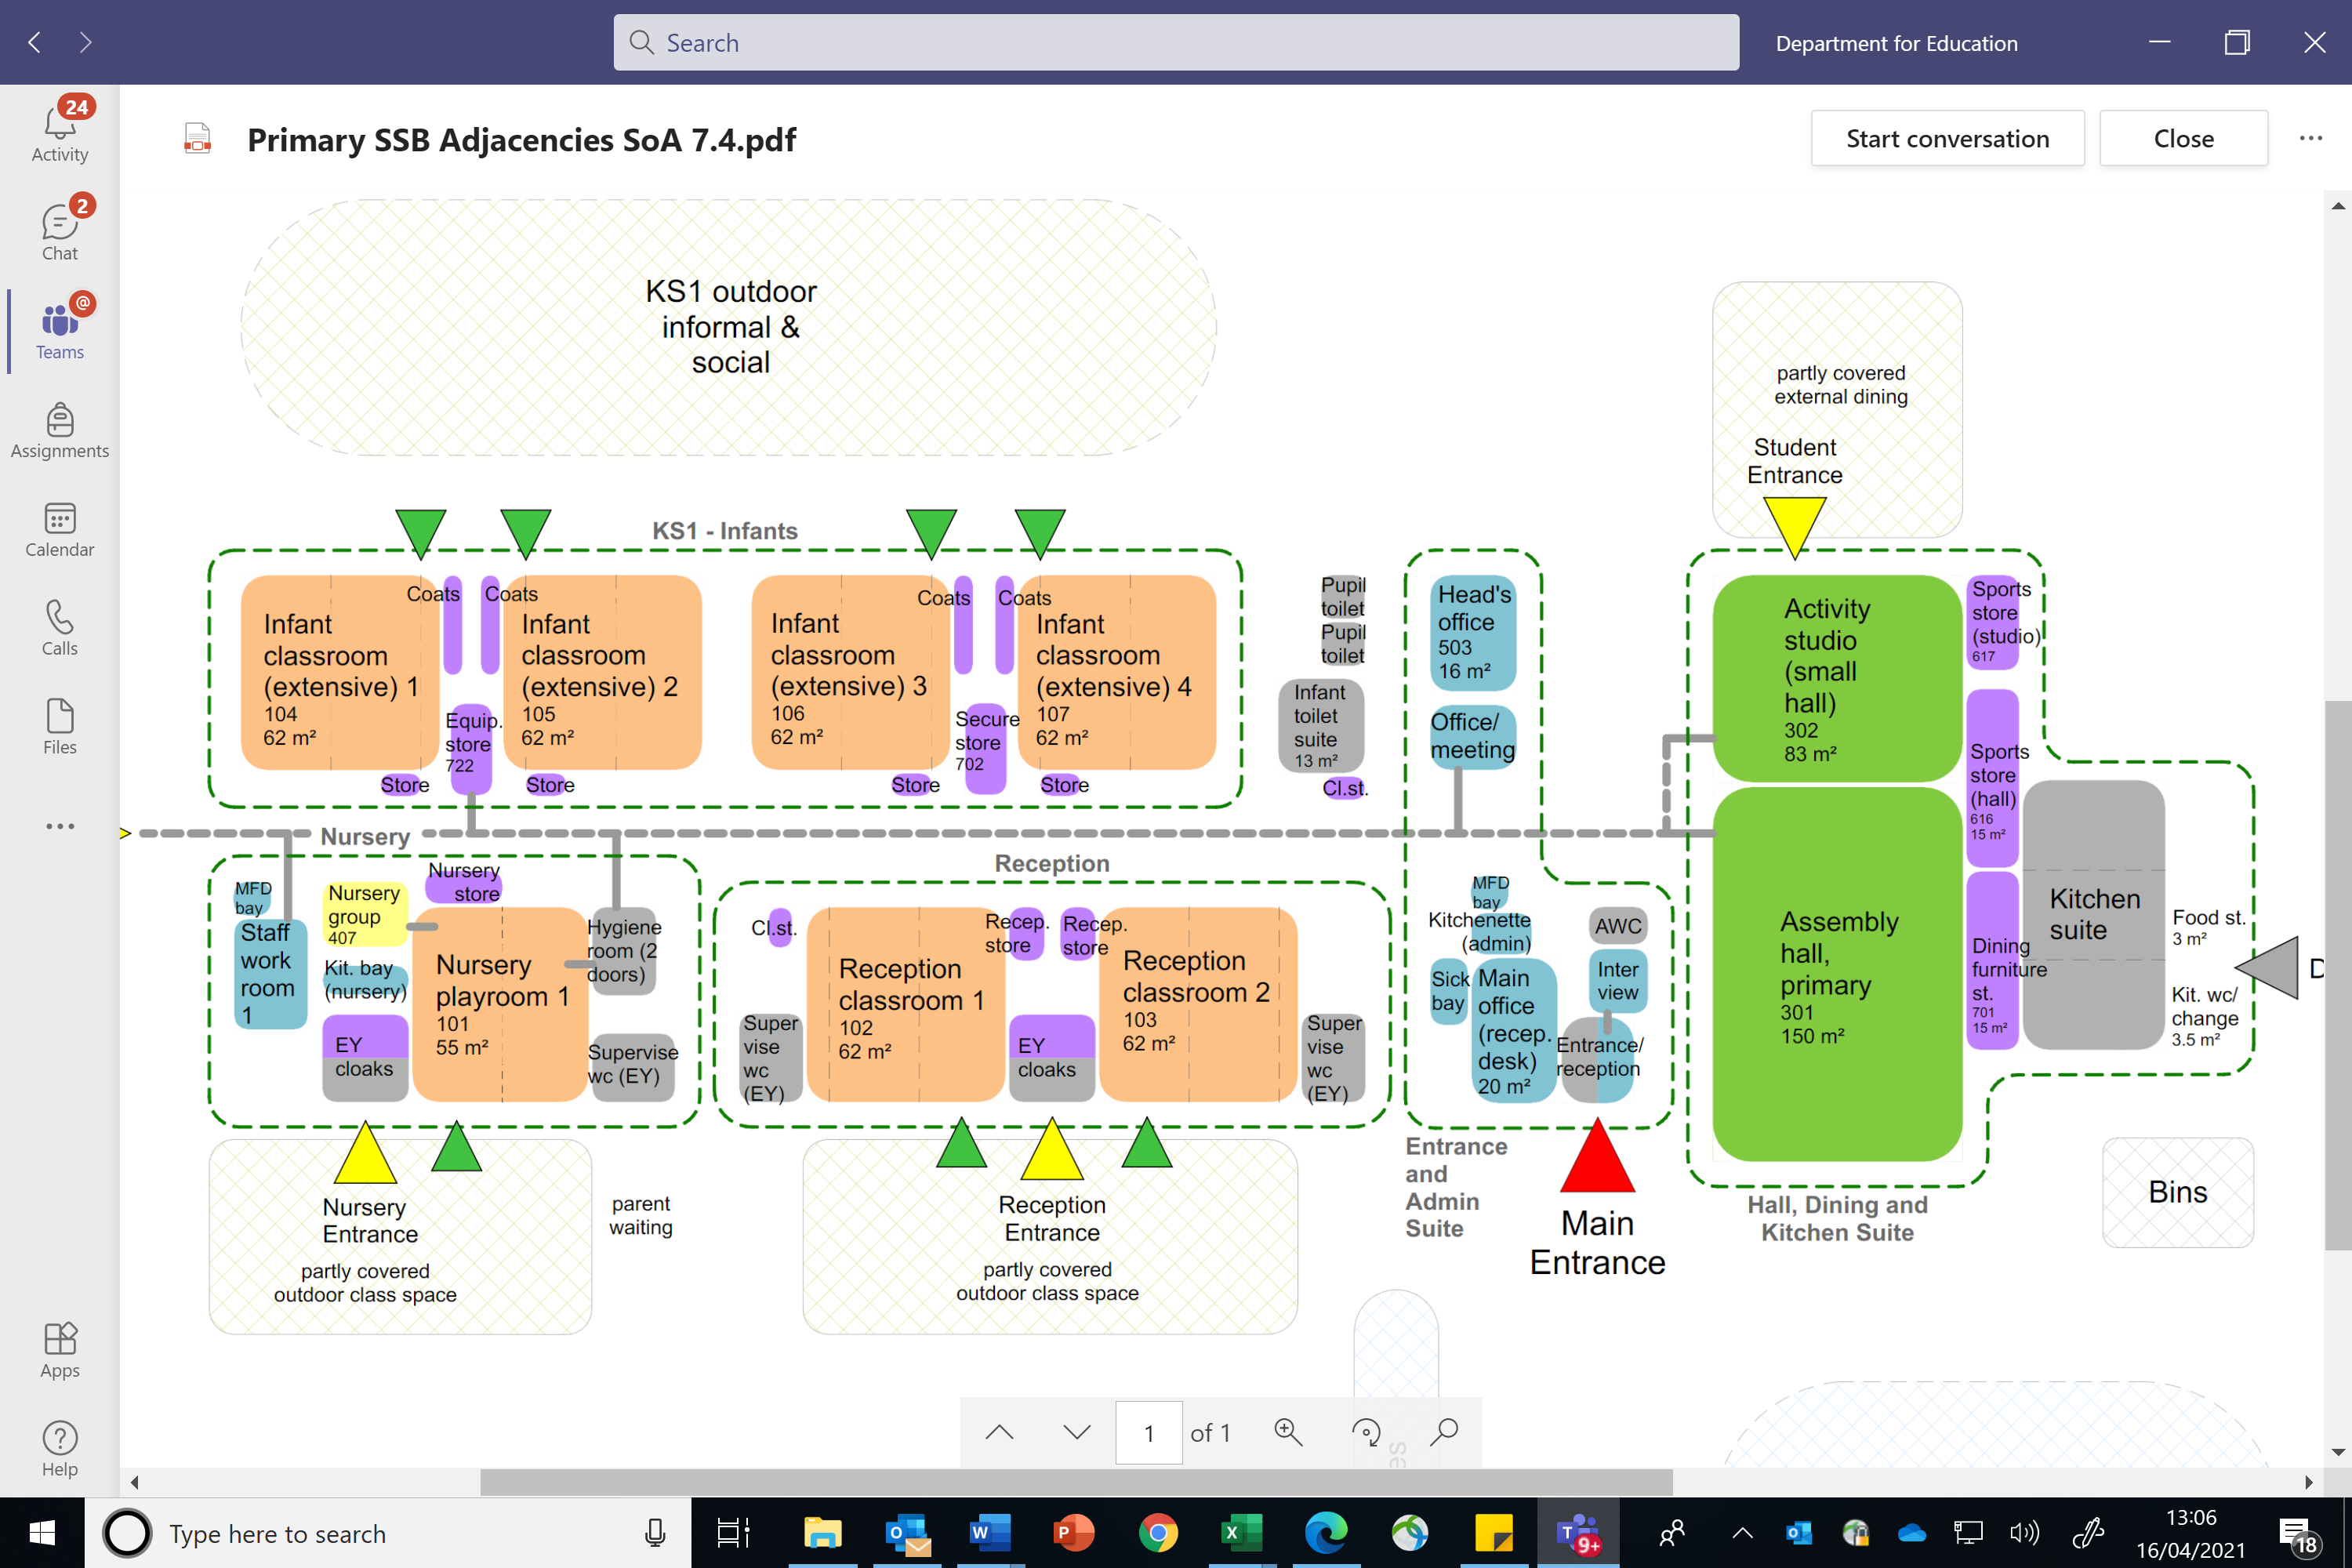 Search
Department for Education
24
Activity
2
Chat
@
Teams
Assignments
Calendar
Calls
Files
Apps
Help
Primary SSB Adjacencies SoA 7.4.pdf
Start conversation
Close
KS1 outdoor
informal &
social
partly covered
external dining
Student
Entrance
KS1 - Infants
Infant
classroom
(extensive) 1
104
62 m²
Coats
Coats
Equip.
store
722
Store
Infant
classroom
(extensive) 2
105
62 m²
Store
Infant
classroom
(extensive) 3
106
62 m²
Coats
Coats
Secure
store
702
Store
Infant
classroom
(extensive) 4
107
62 m²
Store
Pupil
toilet
Pupil
toilet
Infant
toilet
suite
13 m²
Cl.st.
Head's
office
503
16 m²
Office/
meeting
Activity
studio
(small
hall)
302
83 m²
Sports
store
(studio)
617
Sports
store
(hall)
616
15 m²
Nursery
MFD
bay
Staff
work
room
1
Nursery
group
407
Kit. bay
(nursery)
EY
cloaks
Nursery
store
Nursery
playroom 1
101
55 m²
Hygiene
room (2
doors)
Supervise
wc (EY)
Reception
Cl.st.
Super
vise
wc
(EY)
Reception
classroom 1
102
62 m²
Recep.
store
Recep.
store
EY
cloaks
Reception
classroom 2
103
62 m²
Super
vise
wc
(EY)
MFD
bay
Kitchenette
(admin)
Sick
bay
Main
office
(recep.
desk)
20 m²
AWC
Inter
view
Entrance/
reception
Assembly
hall,
primary
301
150 m²
Dining
furniture
st.
701
15 m²
Kitchen
suite
Food st.
3 m²
Kit. wc/
change
3.5 m²
D
Nursery
Entrance
partly covered
outdoor class space
parent
waiting
Reception
Entrance
partly covered
outdoor class space
Entrance
and
Admin
Suite
Main
Entrance
Hall, Dining and
Kitchen Suite
Bins
1
of 1
es
Type here to search
9+
13:06
16/04/2021
18